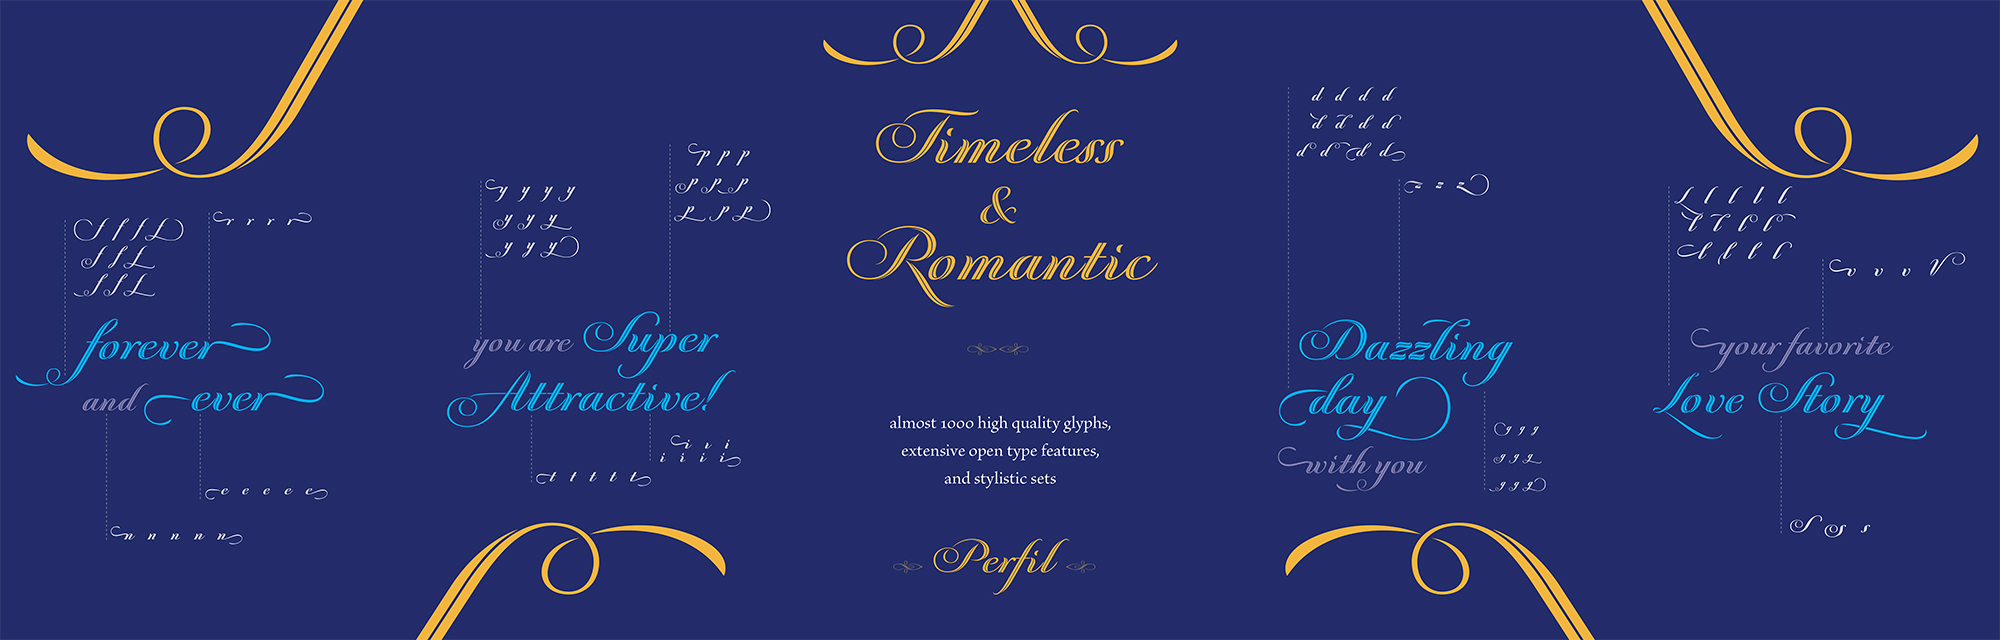 f f f f
f f f
f f f
r r r r
forever
and ever
e e e e e
n n n n n
y y y y
y y y
y y y
p p p
p p p
p p p
you are Super
Attractive!
t t t t t
i i i
i i i i
Timeless
&
Romantic
almost 1000 high quality glyphs,
extensive open type features,
and stylistic sets
Perfil
d d d d
d d d d
d d d d
z z z z
Dazzling
day
with you
g g g
g g g
g g g
L l l l l
l l l l
l l l l
v v v V
your favorite
Love Story
S s s